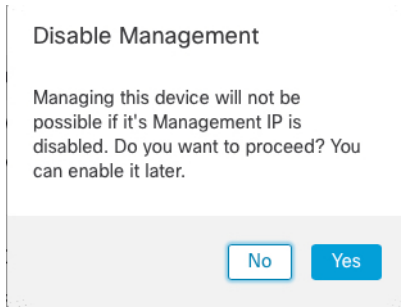 Disable Management
Managing this device will not be
possible if it's Management IP is
disabled. Do you want to proceed? You
can enable it later.
No Yes